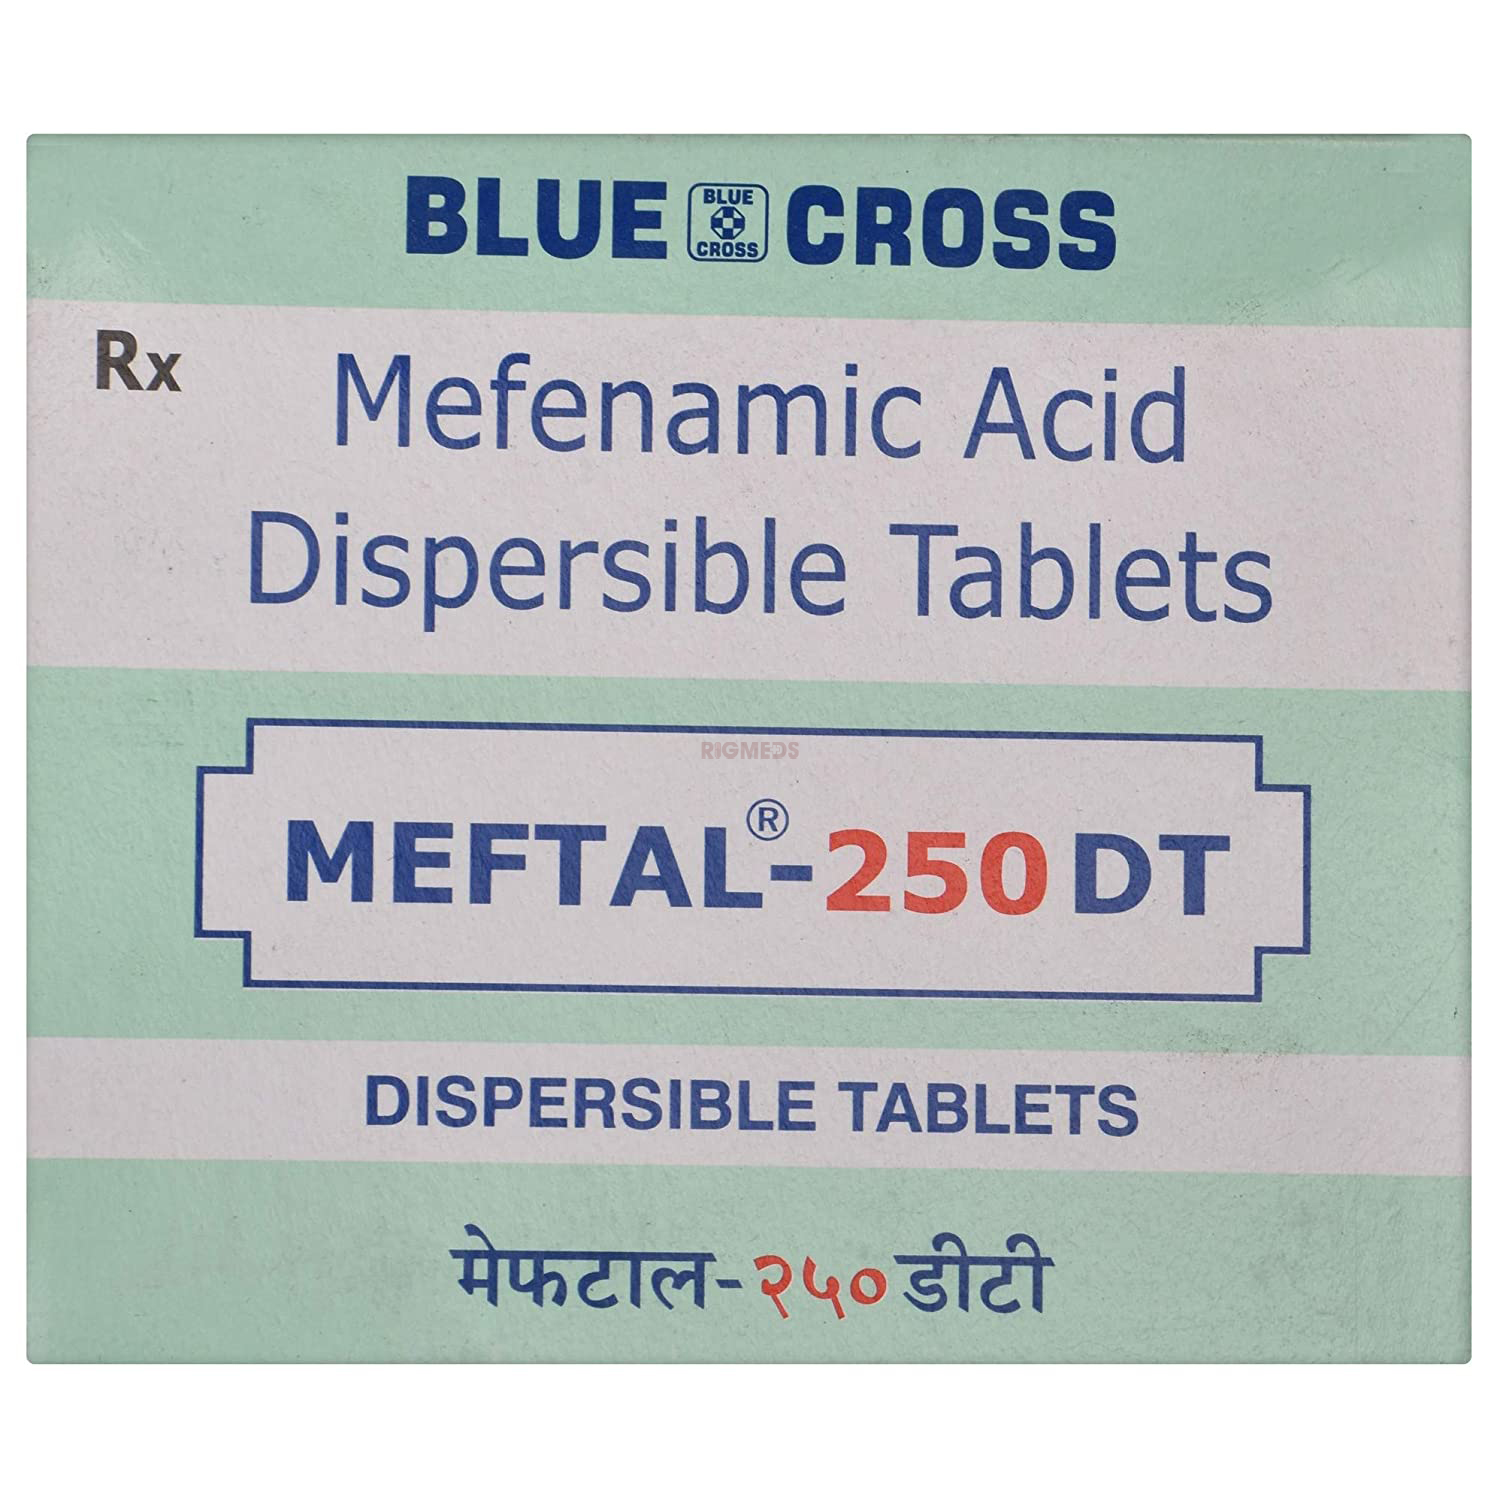 BLUE BLUE CROSS CROSS
Rx
Mefenamic Acid
Dispersible Tablets
RIGMEDS
MEFTAL®-250 DT
DISPERSIBLE TABLETS
मेफटाल-२५० डीटी